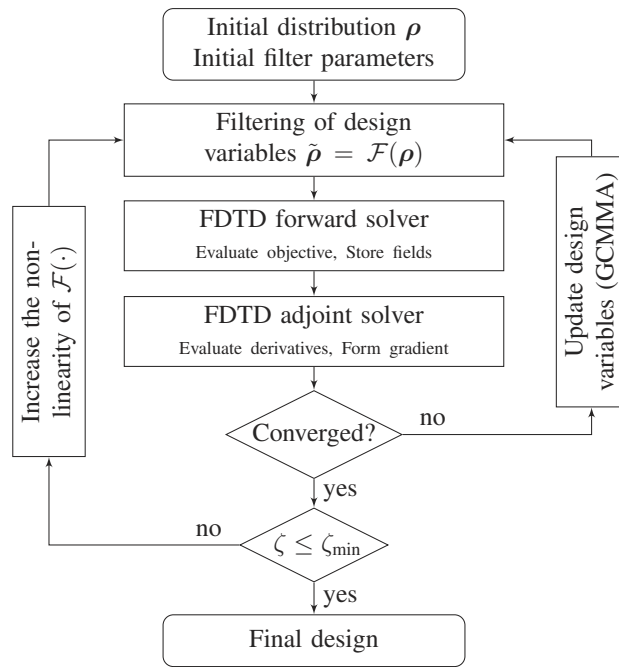 Initial distribution ρ
Initial filter parameters
Filtering of design
variables ρ̃ = ℱ(ρ)
FDTD forward solver
Evaluate objective, Store fields
FDTD adjoint solver
Evaluate derivatives, Form gradient
Converged?
no
yes
Update design
variables (GCMMA)
ζ ≤ ζmin
no
yes
Increase the non-
linearity of ℱ(·)
Final design